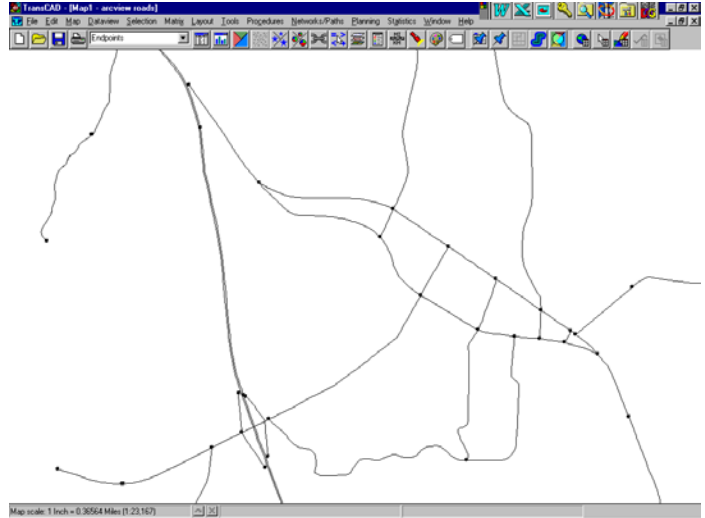 TransCAD - [Map1 - arcview roads]
File Edit Map Dataview Selection Matrix Layout Tools Procedures Networks/Paths Planning Statistics Window Help
Endpoints
Map scale: 1 Inch = 0.36564 Miles (1:23,167)